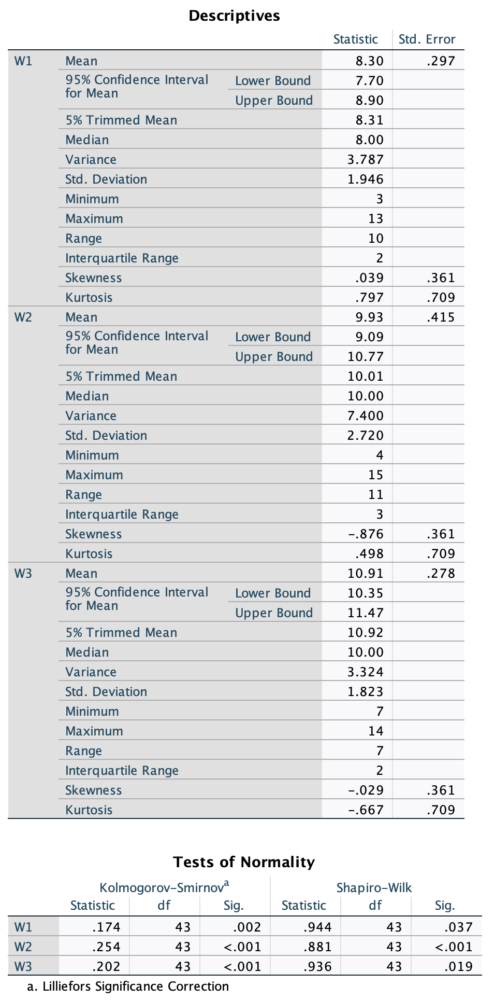 Descriptives
Statistic Std. Error
W1 Mean 8.30 .297
95% Confidence Interval for Mean Lower Bound 7.70
Upper Bound 8.90
5% Trimmed Mean 8.31
Median 8.00
Variance 3.787
Std. Deviation 1.946
Minimum 3
Maximum 13
Range 10
Interquartile Range 2
Skewness .039 .361
Kurtosis .797 .709
W2 Mean 9.93 .415
95% Confidence Interval for Mean Lower Bound 9.09
Upper Bound 10.77
5% Trimmed Mean 10.01
Median 10.00
Variance 7.400
Std. Deviation 2.720
Minimum 4
Maximum 15
Range 11
Interquartile Range 3
Skewness -.876 .361
Kurtosis .498 .709
W3 Mean 10.91 .278
95% Confidence Interval for Mean Lower Bound 10.35
Upper Bound 11.47
5% Trimmed Mean 10.92
Median 10.00
Variance 3.324
Std. Deviation 1.823
Minimum 7
Maximum 14
Range 7
Interquartile Range 2
Skewness -.029 .361
Kurtosis -.667 .709
Tests of Normality
Kolmogorov-Smirnovᵃ Shapiro-Wilk
Statistic df Sig. Statistic df Sig.
W1 .174 43 .002 .944 43 .037
W2 .254 43 <.001 .881 43 <.001
W3 .202 43 <.001 .936 43 .019
a. Lilliefors Significance Correction